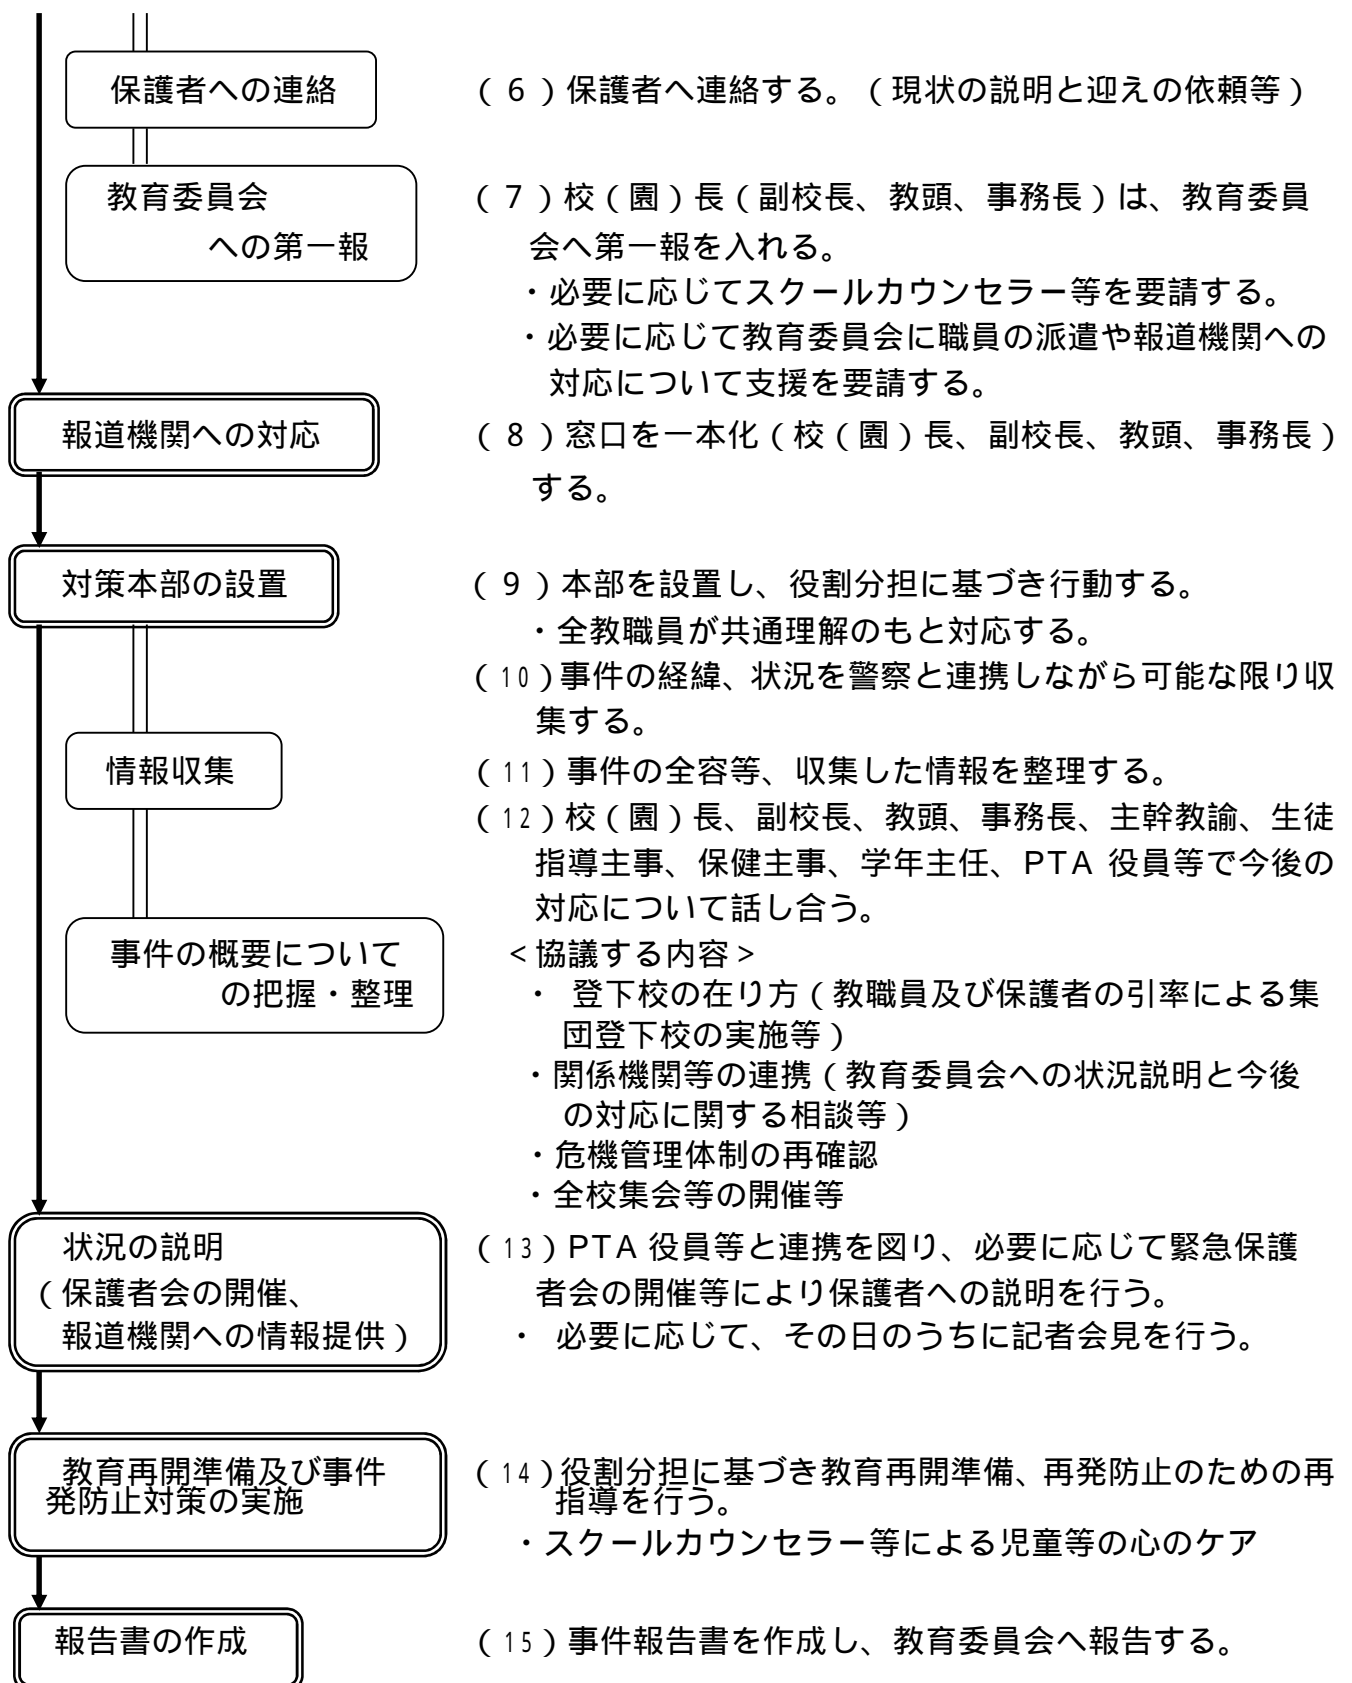 保護者への連絡
(6)保護者へ連絡する。(現状の説明と迎えの依頼等)
教育委員会
への第一報
(7)校(園)長(副校長、教頭、事務長)は、教育委員
会へ第一報を入れる。
・必要に応じてスクールカウンセラー等を要請する。
・必要に応じて教育委員会に職員の派遣や報道機関への
対応について支援を要請する。
報道機関への対応
(8)窓口を一本化(校(園)長、副校長、教頭、事務長)
する。
対策本部の設置
(9)本部を設置し、役割分担に基づき行動する。
・全教職員が共通理解のもと対応する。
(10)事件の経緯、状況を警察と連携しながら可能な限り収
集する。
情報収集
(11)事件の全容等、収集した情報を整理する。
(12)校(園)長、副校長、教頭、事務長、主幹教諭、生徒
指導主事、保健主事、学年主任、PTA 役員等で今後の
対応について話し合う。
事件の概要について
の把握・整理
<協議する内容>
・ 登下校の在り方(教職員及び保護者の引率による集
団登下校の実施等)
・関係機関等の連携(教育委員会への状況説明と今後
の対応に関する相談等)
・危機管理体制の再確認
・全校集会等の開催等
状況の説明
(保護者会の開催、
報道機関への情報提供)
(13)PTA 役員等と連携を図り、必要に応じて緊急保護
者会の開催等により保護者への説明を行う。
・ 必要に応じて、その日のうちに記者会見を行う。
教育再開準備及び事件
発防止対策の実施
(14)役割分担に基づき教育再開準備、再発防止のための再
指導を行う。
・スクールカウンセラー等による児童等の心のケア
報告書の作成
(15)事件報告書を作成し、教育委員会へ報告する。